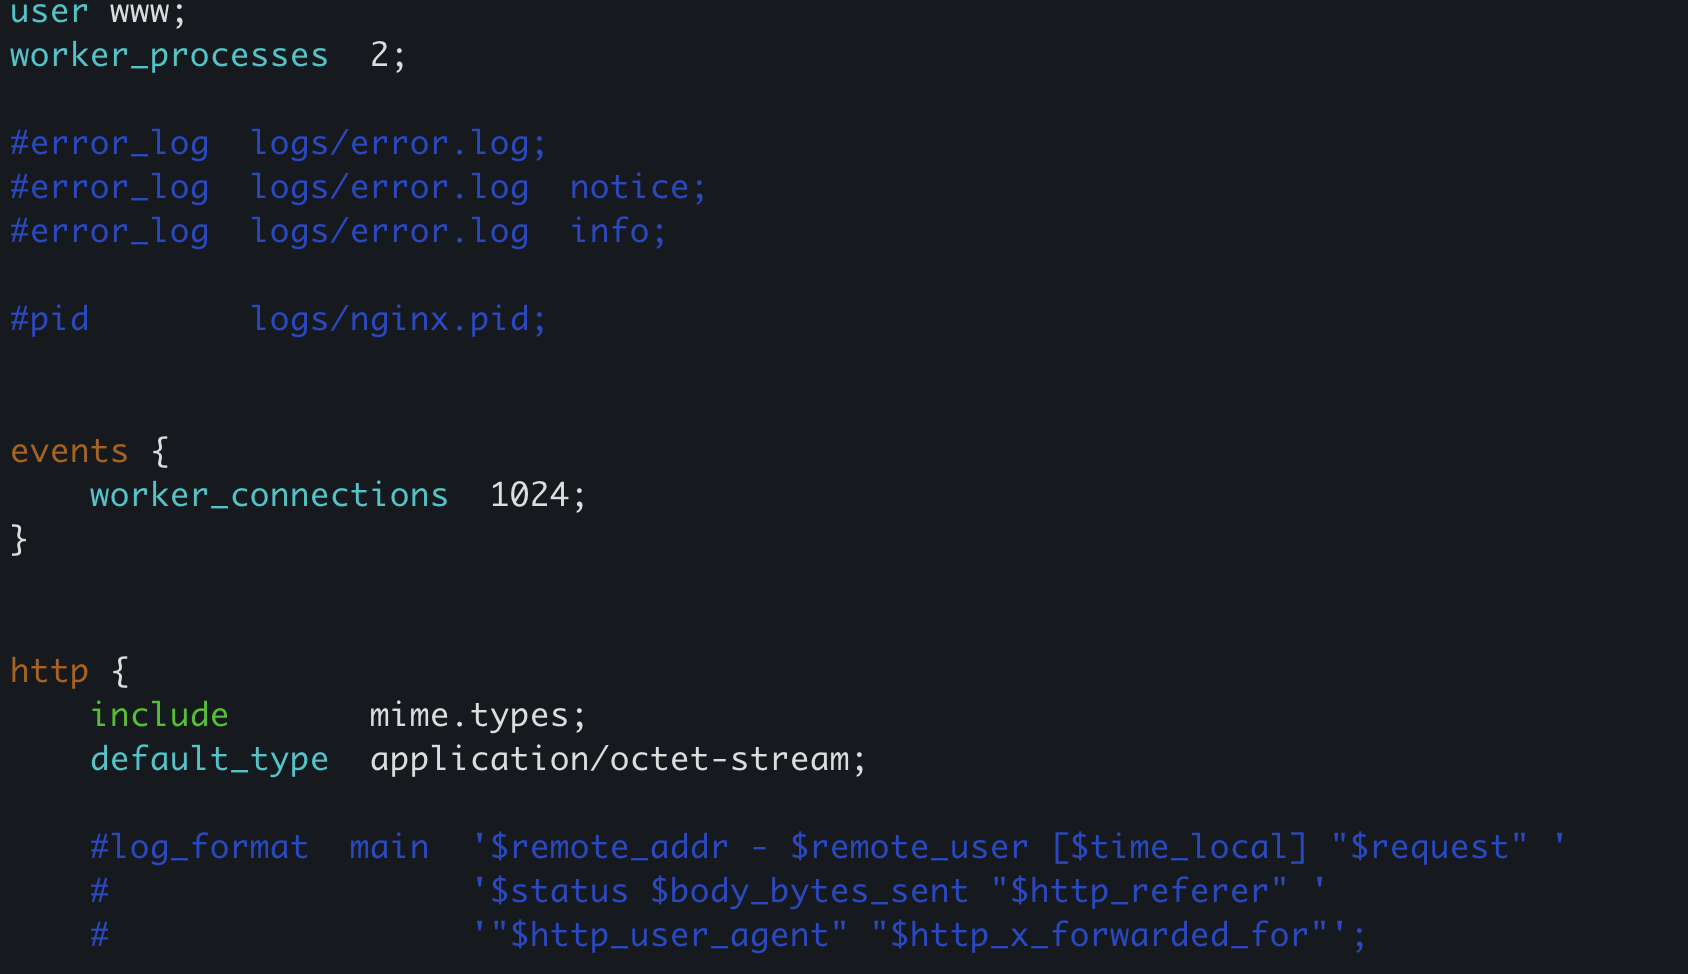 user www;
worker_processes  2;

#error_log  logs/error.log;
#error_log  logs/error.log  notice;
#error_log  logs/error.log  info;

#pid        logs/nginx.pid;


events {
    worker_connections  1024;
}


http {
    include       mime.types;
    default_type  application/octet-stream;

    #log_format  main  '$remote_addr - $remote_user [$time_local] "$request" '
    #                  '$status $body_bytes_sent "$http_referer" '
    #                  '"$http_user_agent" "$http_x_forwarded_for"';